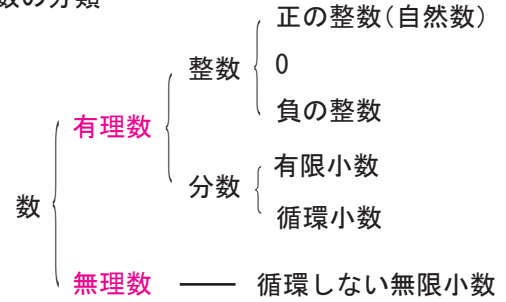 数の分類
正の整数(自然数)
整数
0
負の整数
有理数
有限小数
分数
循環小数
数
無理数 ―― 循環しない無限小数